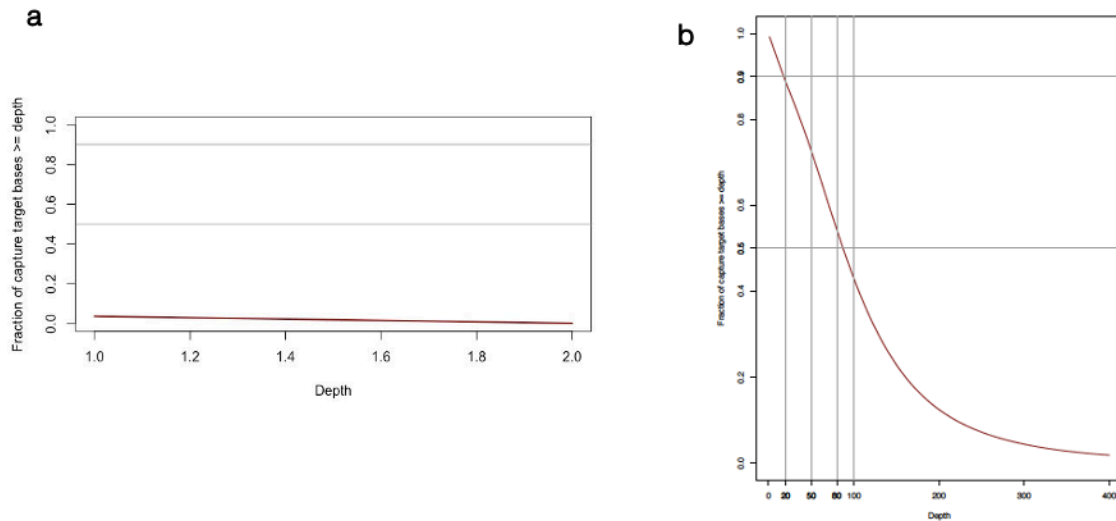 a
Fraction of capture target bases >= depth
1.0
0.8
0.6
0.4
0.2
0.0
1.0 1.2 1.4 1.6 1.8 2.0
Depth
b
Fraction of capture target bases >= depth
1.0
0.9
0.8
0.6
0.5
0.4
0.2
0.0
0 20 50 80 100 200 300 400
Depth